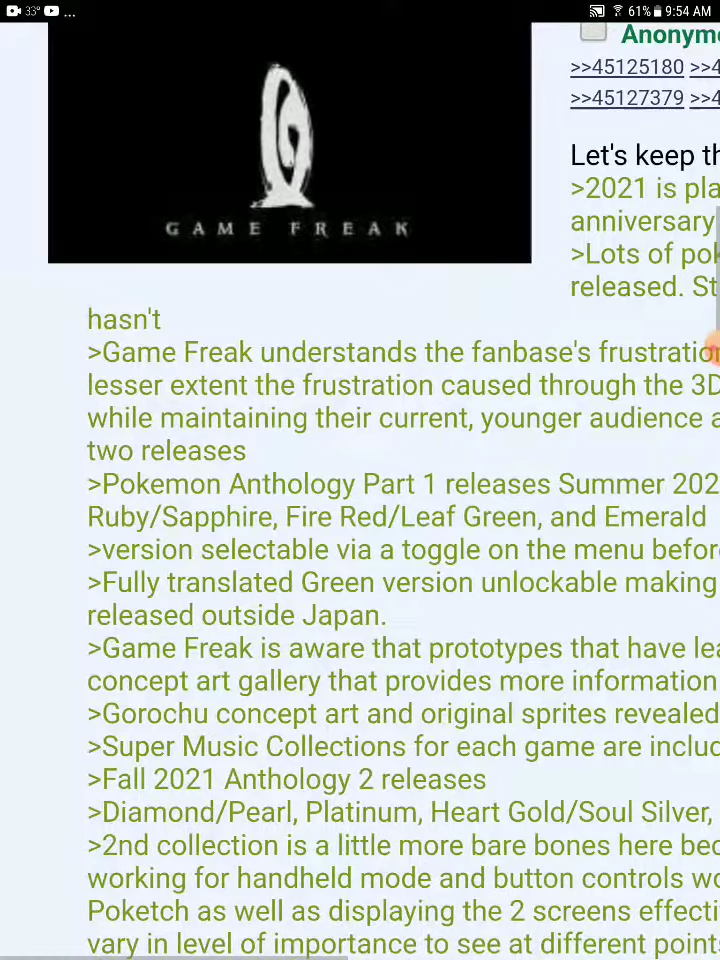 33° ... 61% 9:54 AM
Anonym
>>45125180 >>4
>>45127379 >>4
GAME FREAK
Let's keep th
>2021 is pla
anniversary
>Lots of pok
released. St
hasn't
>Game Freak understands the fanbase's frustration
lesser extent the frustration caused through the 3D
while maintaining their current, younger audience a
two releases
>Pokemon Anthology Part 1 releases Summer 202
Ruby/Sapphire, Fire Red/Leaf Green, and Emerald
>version selectable via a toggle on the menu befor
>Fully translated Green version unlockable making
released outside Japan.
>Game Freak is aware that prototypes that have lea
concept art gallery that provides more information
>Gorochu concept art and original sprites revealed
>Super Music Collections for each game are includ
>Fall 2021 Anthology 2 releases
>Diamond/Pearl, Platinum, Heart Gold/Soul Silver,
>2nd collection is a little more bare bones here bec
working for handheld mode and button controls wo
Poketch as well as displaying the 2 screens effecti
vary in level of importance to see at different point